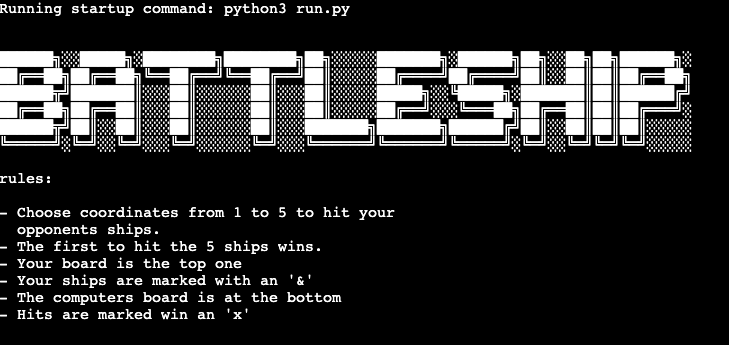 Running startup command: python3 run.py
BATTLESHIP
rules:
- Choose coordinates from 1 to 5 to hit your
opponents ships.
- The first to hit the 5 ships wins.
- Your board is the top one
- Your ships are marked with an '&'
- The computers board is at the bottom
- Hits are marked win an 'x'